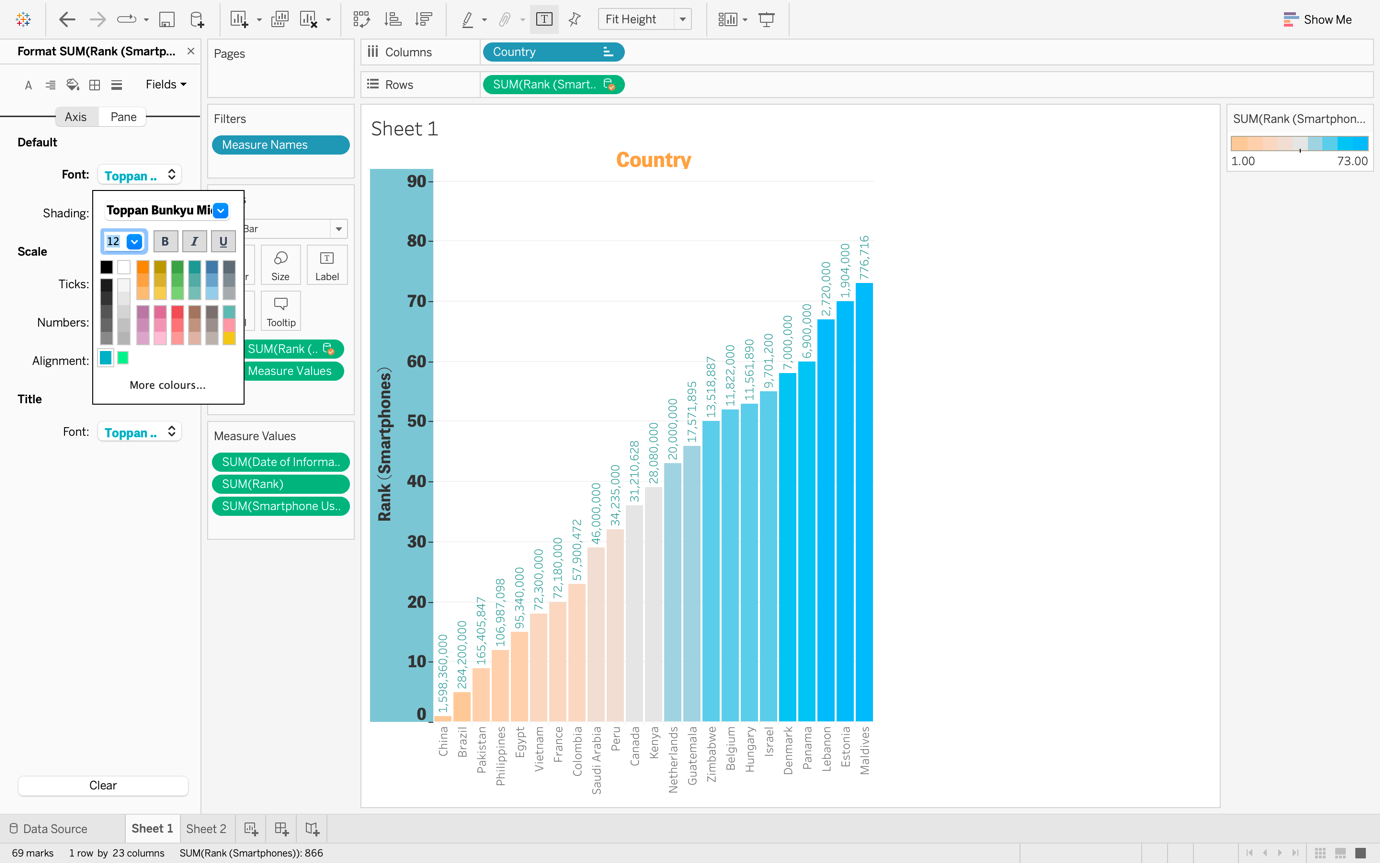 Fit Height
Show Me
Format SUM(Rank (Smartp...
A
Fields
Axis
Pane
Default
Font:
Toppan ..
Shading:
Toppan Bunkyu Mi
12
B
I
U
Scale
Ticks:
Numbers:
Alignment:
More colours...
Title
Font:
Toppan ..
Clear
Pages
Filters
Measure Names
Bar
Size
Label
Tooltip
SUM(Rank (..
Measure Values
Measure Values
SUM(Date of Informa..
SUM(Rank)
SUM(Smartphone Us..
Columns
Country
Rows
SUM(Rank (Smart..
Sheet 1
Country
Rank (Smartphones)
90
80
70
60
50
40
30
20
10
0
1,598,360,000
284,200,000
165,405,847
106,987,098
95,340,000
72,300,000
72,180,000
57,900,472
46,000,000
34,235,000
31,210,628
28,080,000
20,000,000
17,571,895
13,518,887
11,822,000
11,561,890
9,701,200
7,000,000
6,900,000
2,720,000
1,904,000
776,716
China
Brazil
Pakistan
Philippines
Egypt
Vietnam
France
Colombia
Saudi Arabia
Peru
Canada
Kenya
Netherlands
Guatemala
Zimbabwe
Belgium
Hungary
Israel
Denmark
Panama
Lebanon
Estonia
Maldives
SUM(Rank (Smartphon...
1.00 73.00
Data Source
Sheet 1
Sheet 2
69 marks 1 row by 23 columns SUM(Rank (Smartphones)): 866